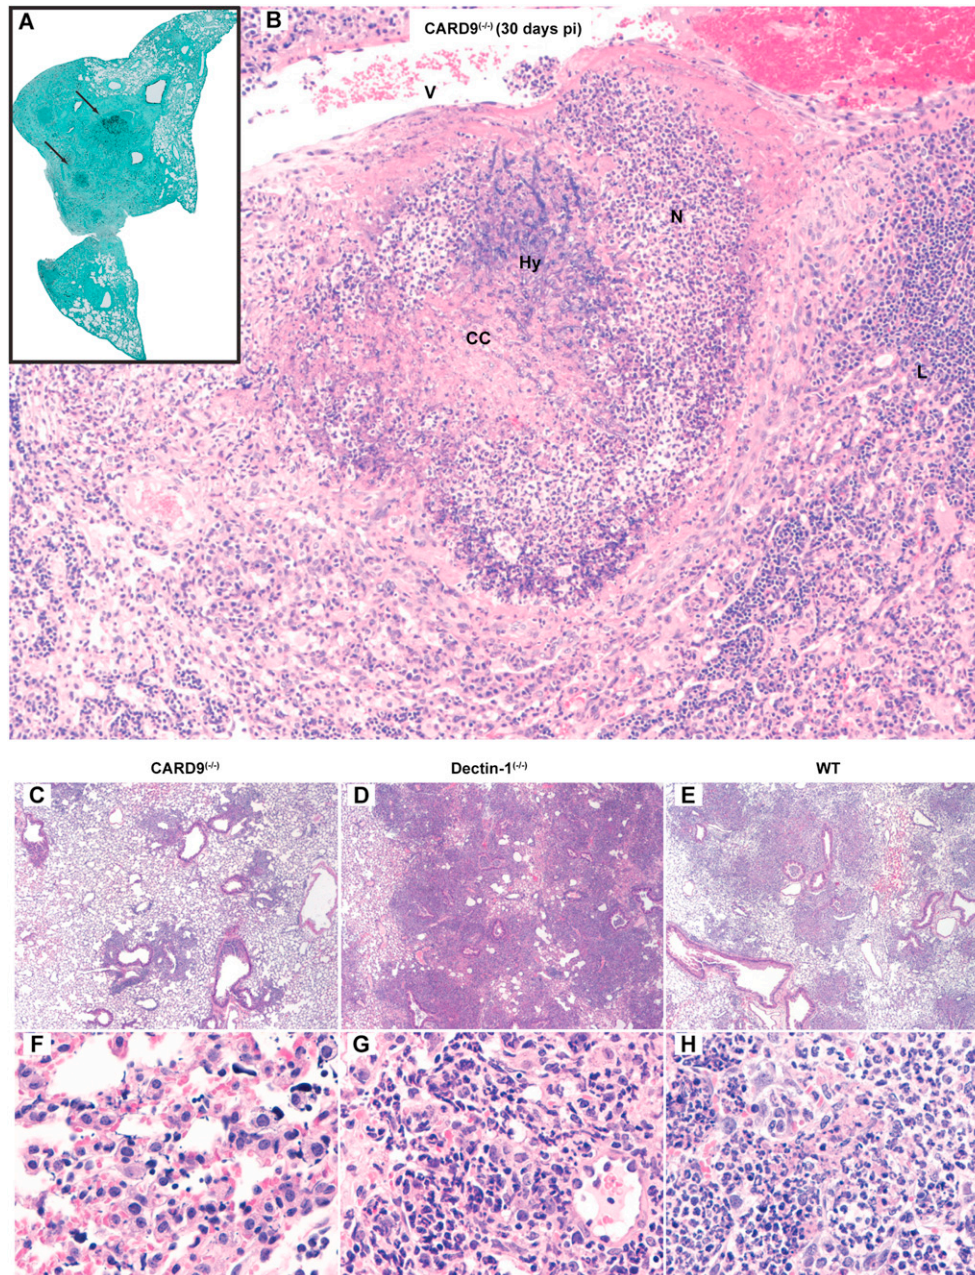 A
B
CARD9(-/-) (30 days pi)
V
N
Hy
CC
L
CARD9(-/-)
Dectin-1(-/-)
WT
C
D
E
F
G
H